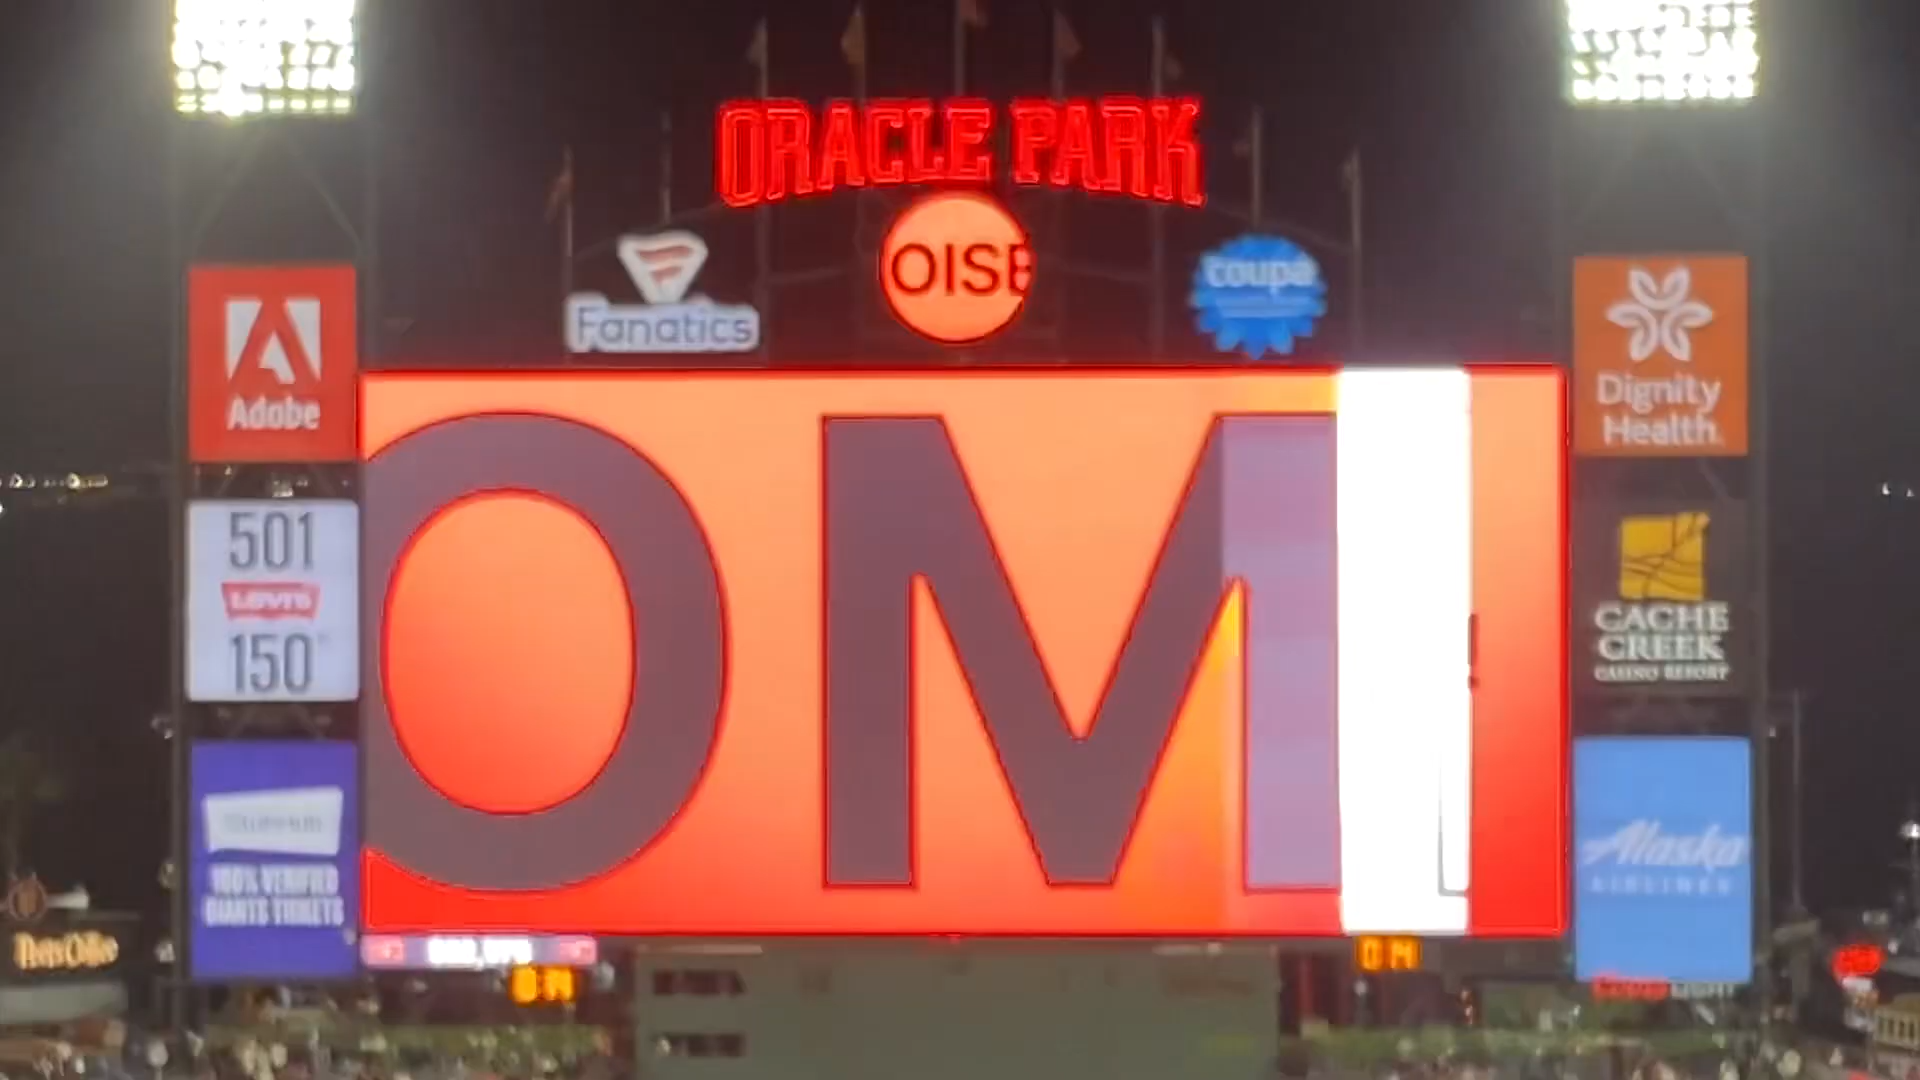 ORACLE PARK
OISE
Fanatics
coupa
Adobe
Dignity
Health.
OM
501
LEVI'S
150
CACHE
CREEK
CASINO RESORT
100% VERIFIED
GIANTS TICKETS
Alaska
AIRLINES